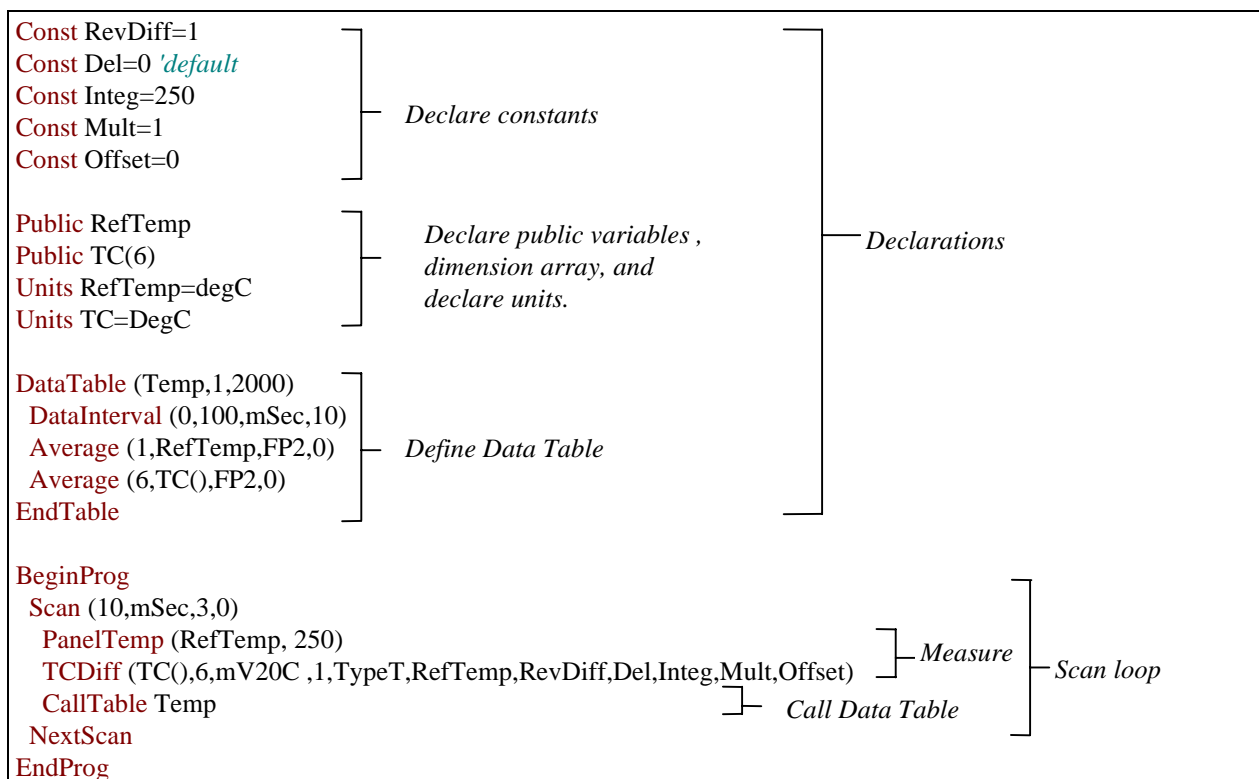 Const RevDiff=1
Const Del=0 'default
Const Integ=250
Const Mult=1
Const Offset=0
Declare constants
Public RefTemp
Public TC(6)
Units RefTemp=degC
Units TC=DegC
Declare public variables ,
dimension array, and
declare units.
Declarations
DataTable (Temp,1,2000)
DataInterval (0,100,mSec,10)
Average (1,RefTemp,FP2,0)
Average (6,TC(),FP2,0)
EndTable
Define Data Table
BeginProg
Scan (10,mSec,3,0)
PanelTemp (RefTemp, 250)
TCDiff (TC(),6,mV20C ,1,TypeT,RefTemp,RevDiff,Del,Integ,Mult,Offset)
Measure
CallTable Temp
Call Data Table
Scan loop
NextScan
EndProg